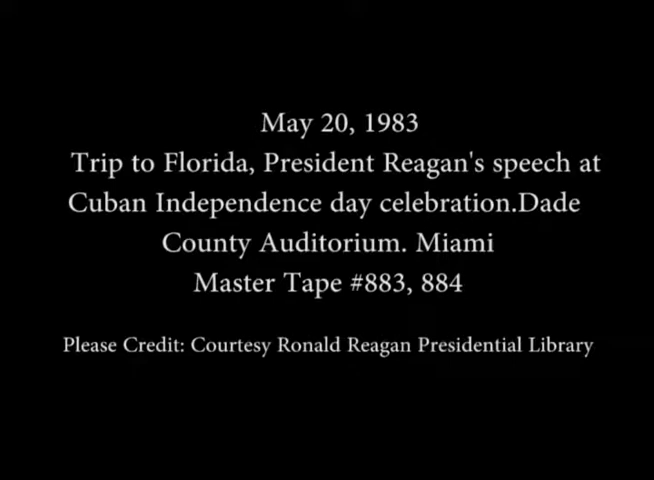 May 20, 1983
Trip to Florida, President Reagan's speech at
Cuban Independence day celebration.Dade
County Auditorium. Miami
Master Tape #883, 884
Please Credit: Courtesy Ronald Reagan Presidential Library